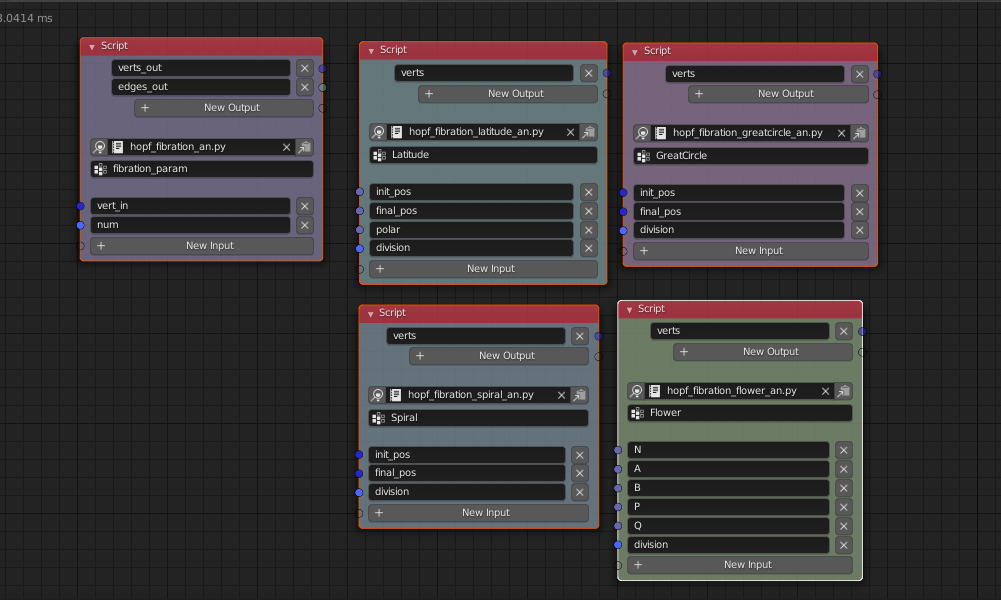 3.0414 ms
Script
verts_out
edges_out
New Output
hopf_fibration_an.py
fibration_param
vert_in
num
New Input
Script
verts
New Output
hopf_fibration_latitude_an.py
Latitude
init_pos
final_pos
polar
division
New Input
Script
verts
New Output
hopf_fibration_greatcircle_an.py
GreatCircle
init_pos
final_pos
division
New Input
Script
verts
New Output
hopf_fibration_spiral_an.py
Spiral
init_pos
final_pos
division
New Input
Script
verts
New Output
hopf_fibration_flower_an.py
Flower
N
A
B
P
Q
division
New Input